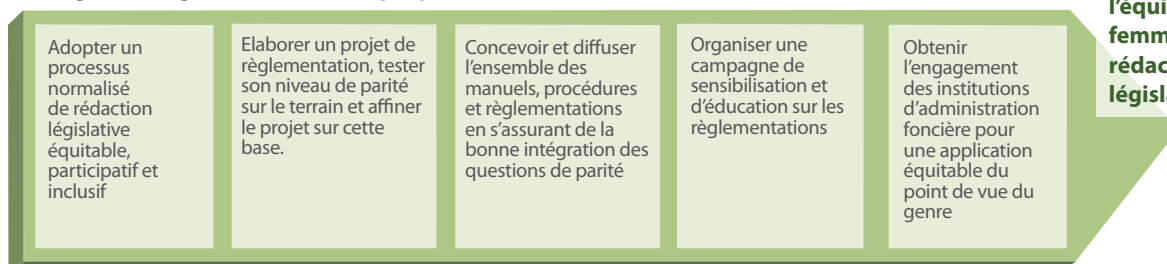 Adopter un
processus
normalisé
de rédaction
législative
équitable,
participatif et
inclusif
Elaborer un projet de
règlementation, tester
son niveau de parité
sur le terrain et affiner
le projet sur cette
base.
Concevoir et diffuser
l'ensemble des
manuels, procédures
et règlementations
en s'assurant de la
bonne intégration des
questions de parité
Organiser une
campagne de
sensibilisation et
d'éducation sur les
règlementations
Obtenir
l'engagement
des institutions
d'administration
foncière pour
une application
équitable du
point de vue du
genre